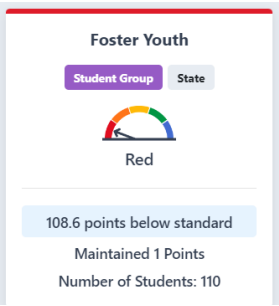 Foster Youth
Student Group State
Red
108.6 points below standard
Maintained 1 Points
Number of Students: 110